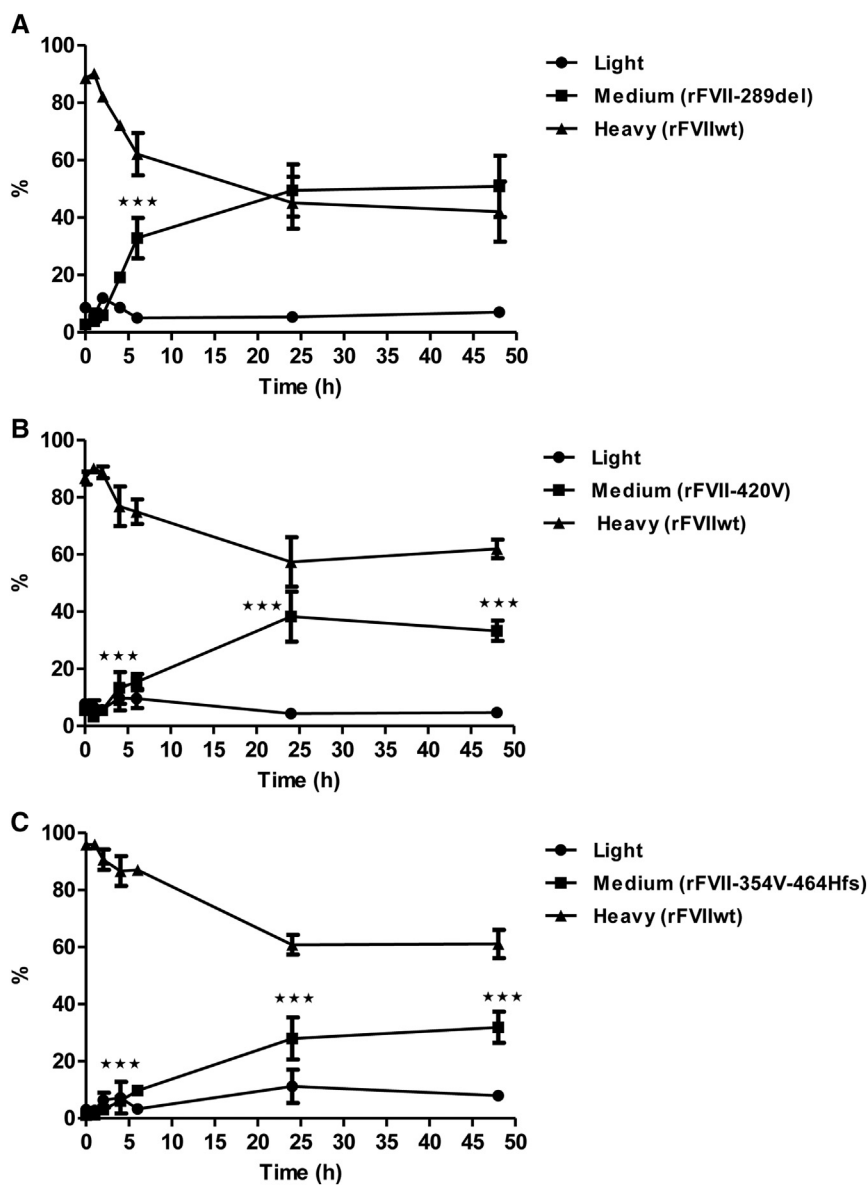 A
100
80
60
40
20
0
%
★★★
0 5 10 15 20 25 30 35 40 45 50
Time (h)
Light
Medium (rFVII-289del)
Heavy (rFVIIwt)
B
100
80
60
40
20
0
%
★★★ ★★★ ★★★
0 5 10 15 20 25 30 35 40 45 50
Time (h)
Light
Medium (rFVII-420V)
Heavy (rFVIIwt)
C
100
80
60
40
20
0
%
★★★ ★★★ ★★★
0 5 10 15 20 25 30 35 40 45 50
Time (h)
Light
Medium (rFVII-354V-464Hfs)
Heavy (rFVIIwt)